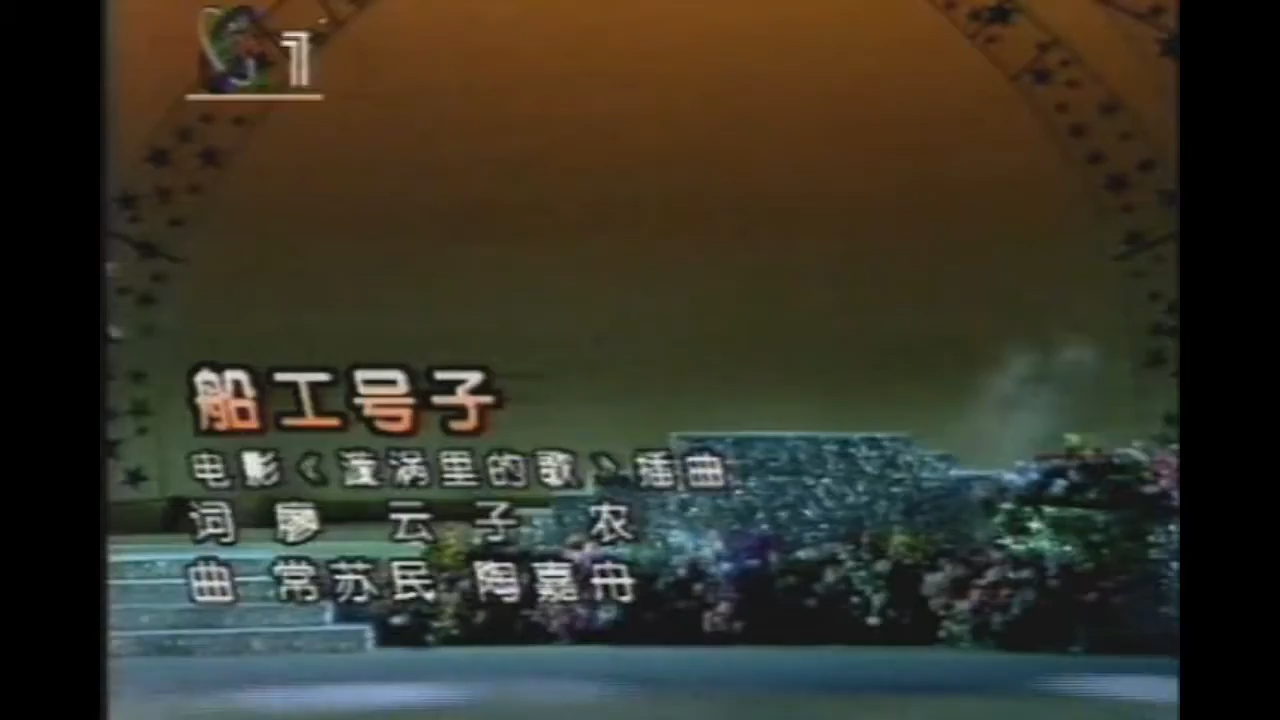 1
船工号子
电影《漩涡里的歌》插曲
词 廖 云 子 农
曲 常苏民 陶嘉舟